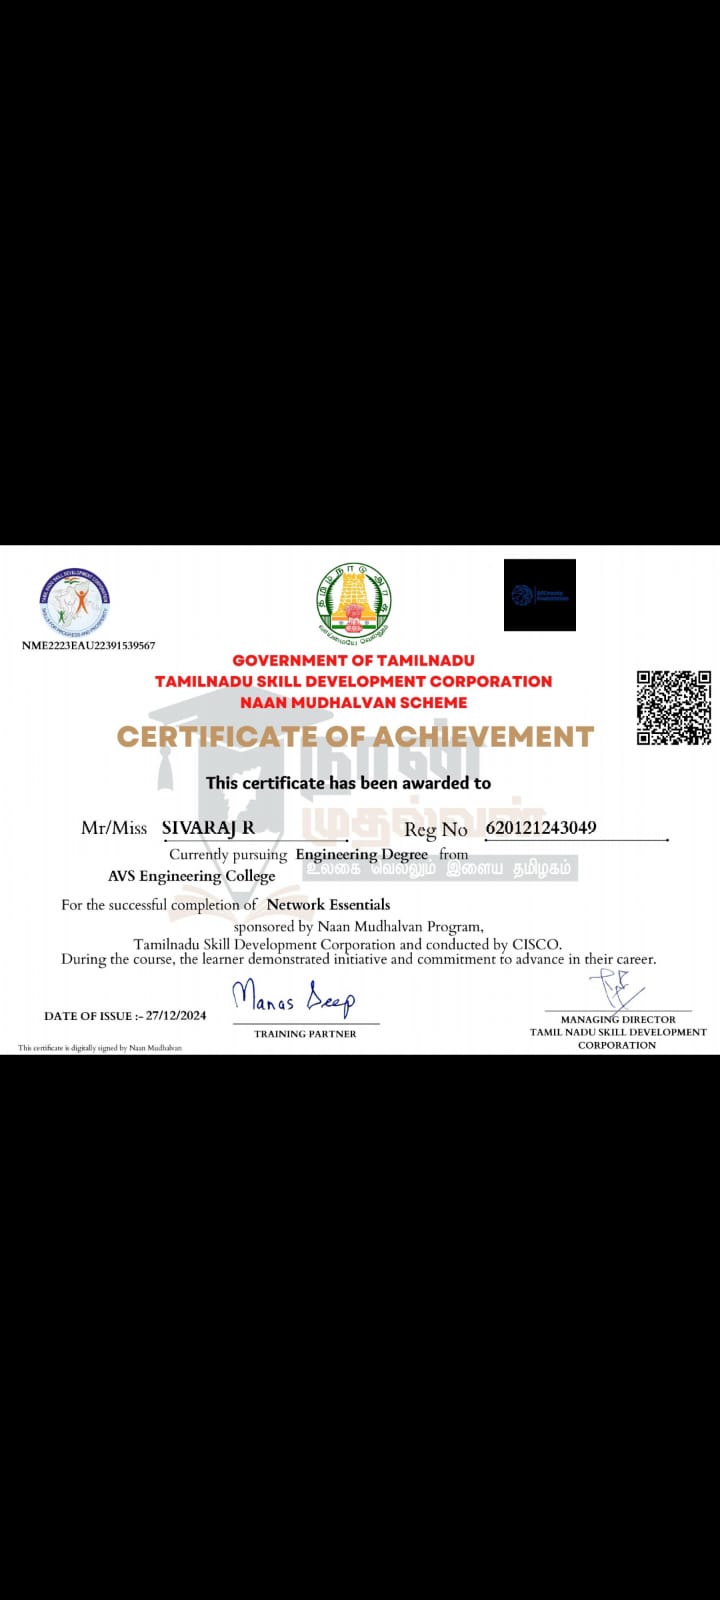 NME2223EAU22391539567
GOVERNMENT OF TAMILNADU
TAMILNADU SKILL DEVELOPMENT CORPORATION
NAAN MUDHALVAN SCHEME
CERTIFICATE OF ACHIEVEMENT
நான்
முதல்வன்
உலகை வெல்லும் இளைய தமிழகம்
This certificate has been awarded to
Mr/Miss SIVARAJ R Reg No 620121243049
Currently pursuing Engineering Degree from
AVS Engineering College
For the successful completion of Network Essentials
sponsored by Naan Mudhalvan Program,
Tamilnadu Skill Development Corporation and conducted by CISCO.
During the course, the learner demonstrated initiative and commitment to advance in their career.
Manas Deep
DATE OF ISSUE :- 27/12/2024
TRAINING PARTNER
MANAGING DIRECTOR
TAMIL NADU SKILL DEVELOPMENT
CORPORATION
This certificate is digitally signed by Naan Mudhalvan